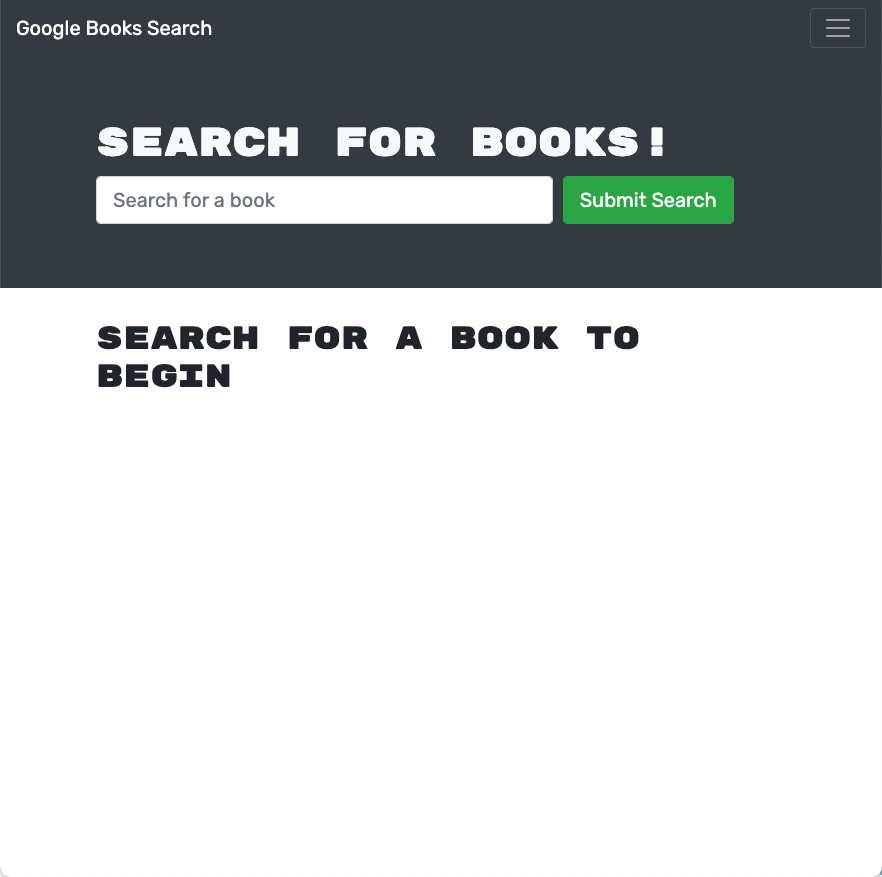 Google Books Search
SEARCH FOR BOOKS!
Search for a book
Submit Search
SEARCH FOR A BOOK TO
BEGIN